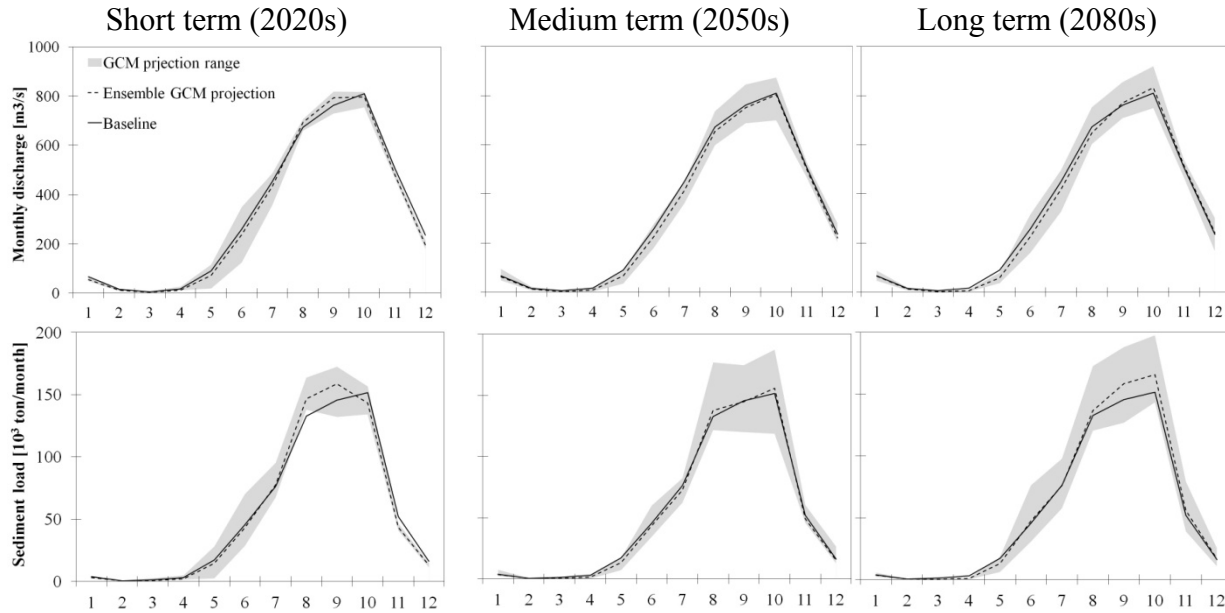 Short term (2020s)
Medium term (2050s)
Long term (2080s)
Monthly discharge [m3/s]
1000
800
600
400
200
0
GCM prjection range
Ensemble GCM projection
Baseline
1 2 3 4 5 6 7 8 9 10 11 12
1 2 3 4 5 6 7 8 9 10 11 12
1 2 3 4 5 6 7 8 9 10 11 12
Sediment load [10³ ton/month]
200
150
100
50
0
1 2 3 4 5 6 7 8 9 10 11 12
1 2 3 4 5 6 7 8 9 10 11 12
1 2 3 4 5 6 7 8 9 10 11 12